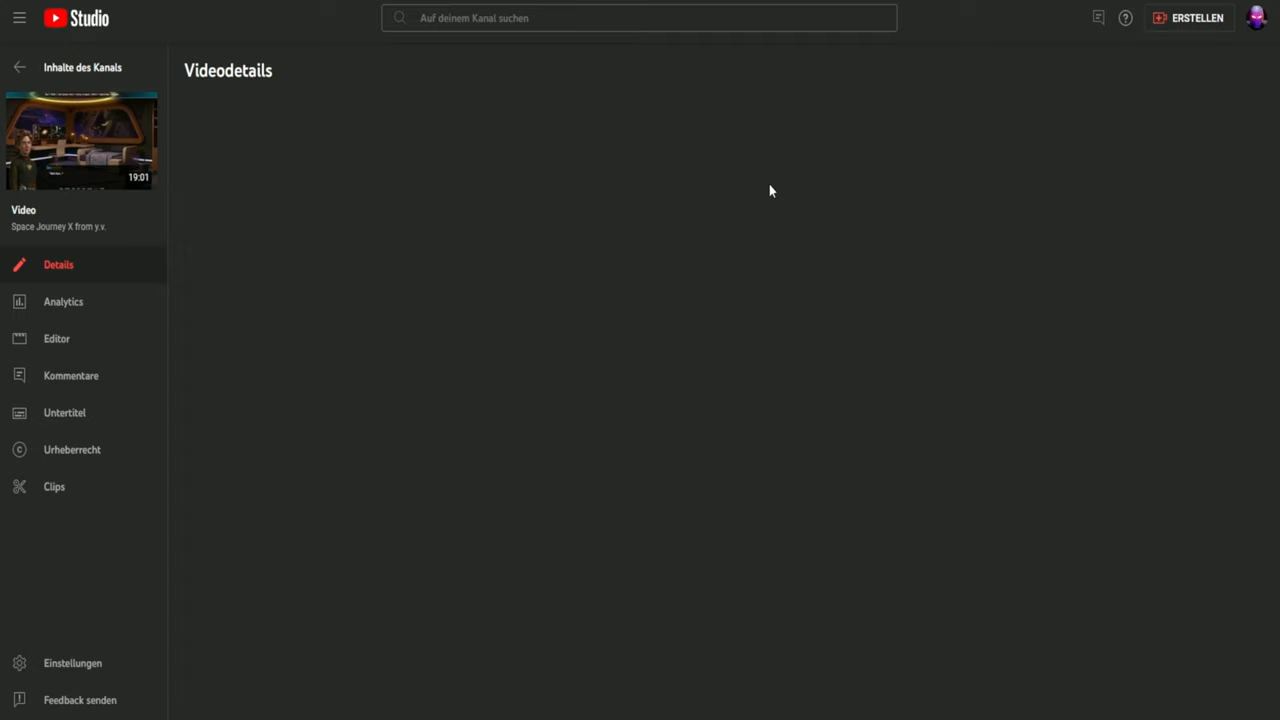 Studio
Auf deinem Kanal suchen
ERSTELLEN
Inhalte des Kanals
Videodetails
19:01
Video
Space Journey X from y.v.
Details
Analytics
Editor
Kommentare
Untertitel
Urheberrecht
Clips
Einstellungen
Feedback senden